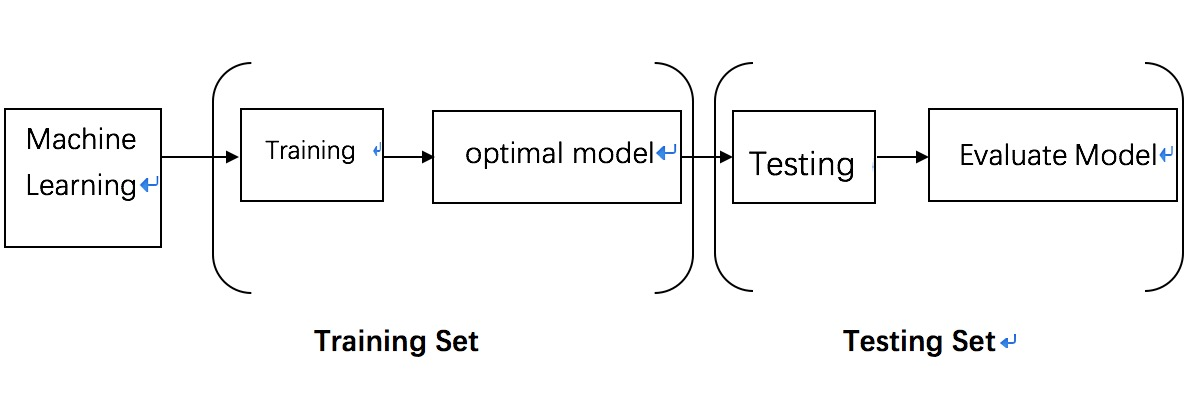 Machine
Learning
Training
optimal model
Testing
Evaluate Model
Training Set
Testing Set